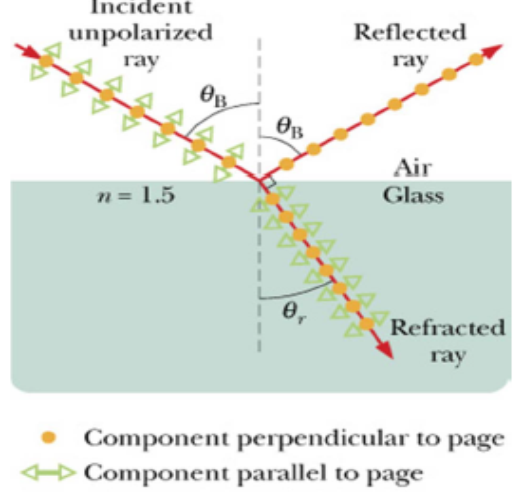 Incident
unpolarized
ray
Reflected
ray
θB
θB
Air
n = 1.5
Glass
θr
Refracted
ray
Component perpendicular to page
Component parallel to page